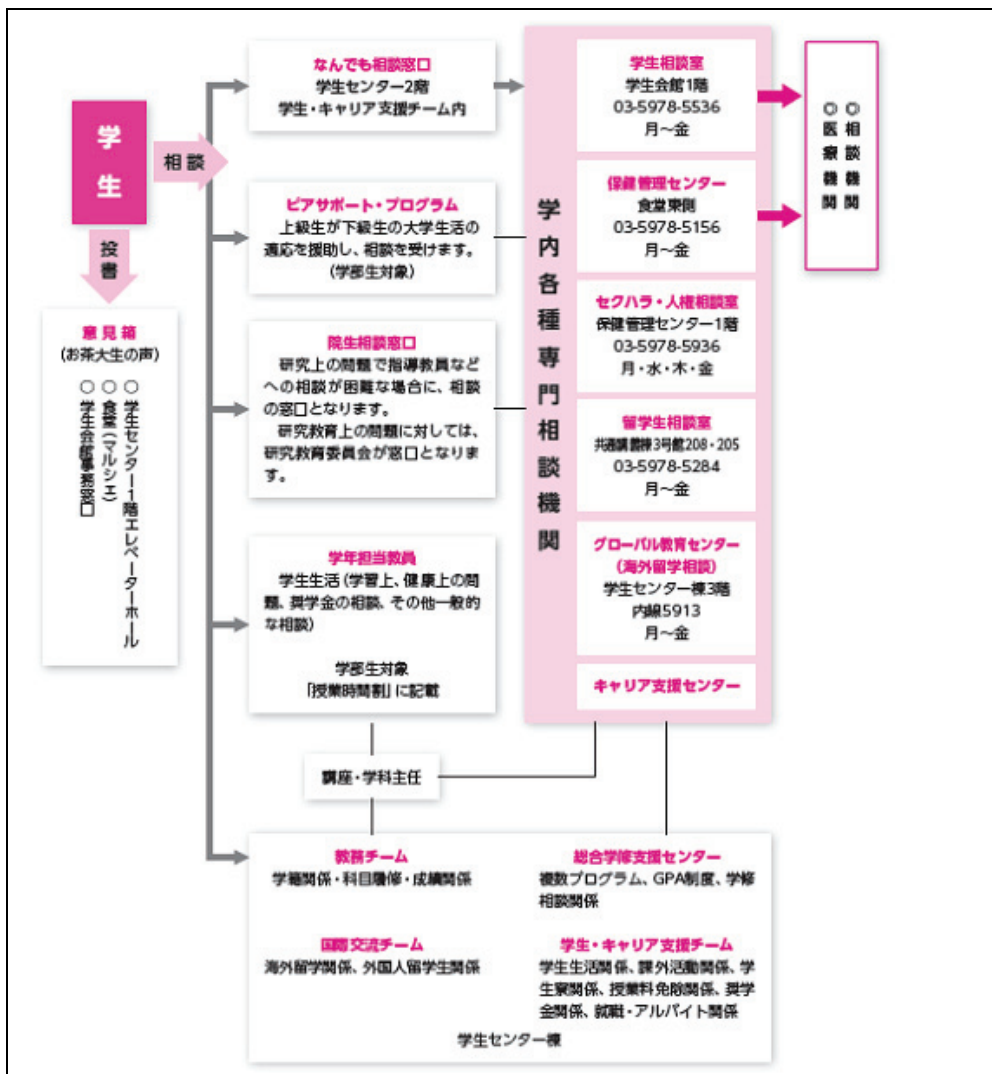 学生
相談
投書
意見箱
(お茶大生の声)
○学生センター1階エレベーターホール
○食堂(マルシェ)
○学生会館事務窓口
なんでも相談窓口
学生センター2階
学生・キャリア支援チーム内
ピアサポート・プログラム
上級生が下級生の大学生活の
適応を援助し、相談を受けます。
(学部生対象)
院生相談窓口
研究上の問題で指導教員など
への相談が困難な場合に、相談
の窓口となります。
研究教育上の問題に対しては、
研究教育委員会が窓口となりま
す。
学年担当教員
学生生活(学習上、健康上の問
題、奨学金の相談、その他一般的
な相談)
学部生対象
「授業時間割」に記載
講座・学科主任
学内各種専門相談機関
学生相談室
学生会館1階
03-5978-5536
月〜金
保健管理センター
食堂東側
03-5978-5156
月〜金
セクハラ・人権相談室
保健管理センター1階
03-5978-5936
月・水・木・金
留学生相談室
共通講義棟3号館208・205
03-5978-5284
月〜金
グローバル教育センター
(海外留学相談)
学生センター棟3階
内線5913
月〜金
キャリア支援センター
◎相談機関
◎医療機関
教務チーム
学籍関係・科目履修・成績関係
総合学修支援センター
複数プログラム、GPA制度、学修
相談関係
国際交流チーム
海外留学関係、外国人留学生関係
学生・キャリア支援チーム
学生生活関係、課外活動関係、学
生寮関係、授業料免除関係、奨学
金関係、就職・アルバイト関係
学生センター棟